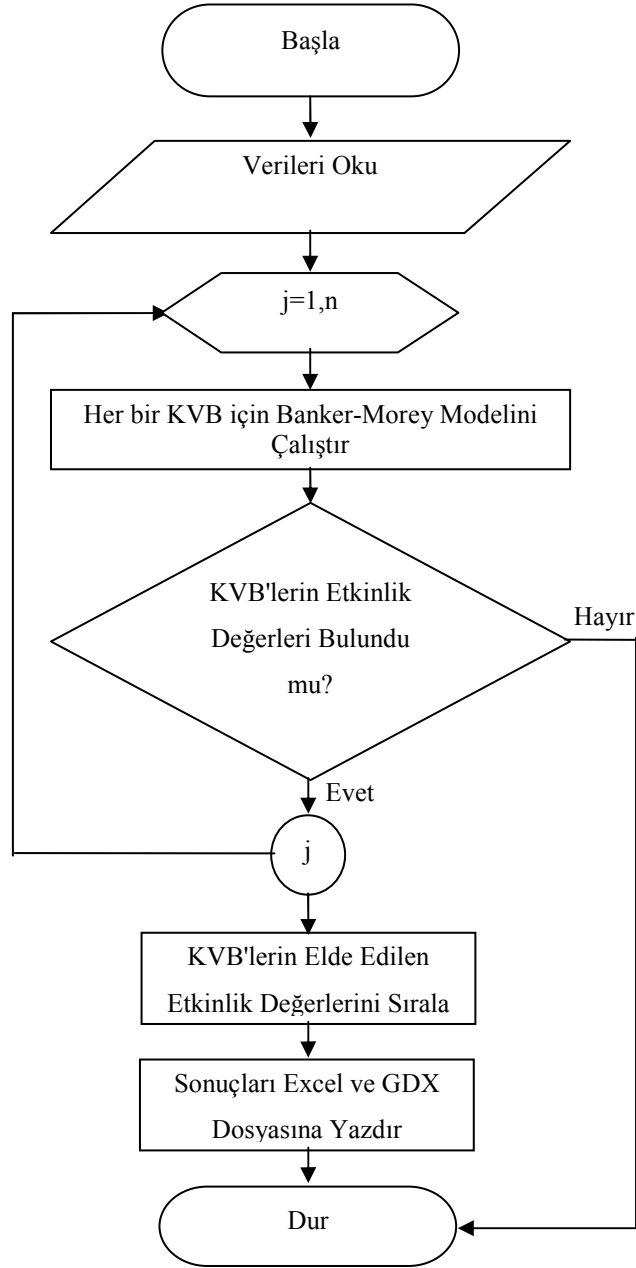 Başla
Verileri Oku
j=1,n
Her bir KVB için Banker-Morey Modelini
Çalıştır
KVB'lerin Etkinlik
Değerleri Bulundu
mu?
Hayır
Evet
j
KVB'lerin Elde Edilen
Etkinlik Değerlerini Sırala
Sonuçları Excel ve GDX
Dosyasına Yazdır
Dur